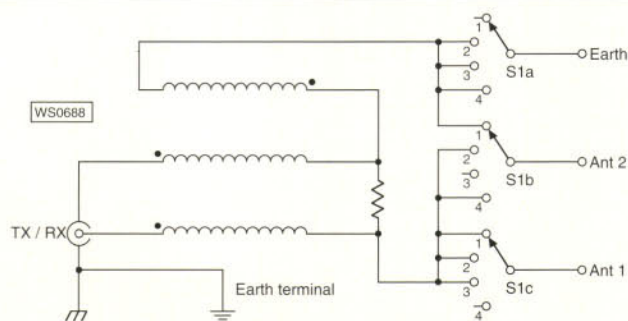 1
2
3
4
S1a
Earth
WS0688
1
2
3
4
S1b
Ant 2
TX / RX
1
2
3
4
S1c
Ant 1
Earth terminal